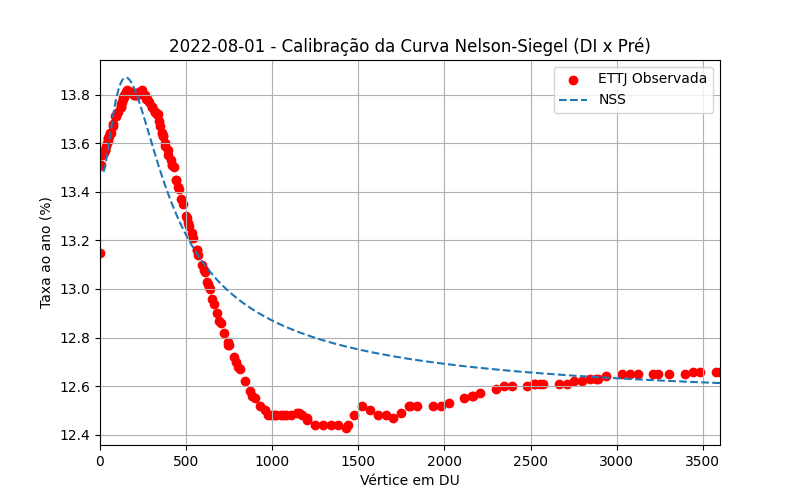 2022-08-01 - Calibração da Curva Nelson-Siegel (DI x Pré)
ETTJ Observada
NSS
Taxa ao ano (%)
13.8
13.6
13.4
13.2
13.0
12.8
12.6
12.4
0 500 1000 1500 2000 2500 3000 3500
Vértice em DU